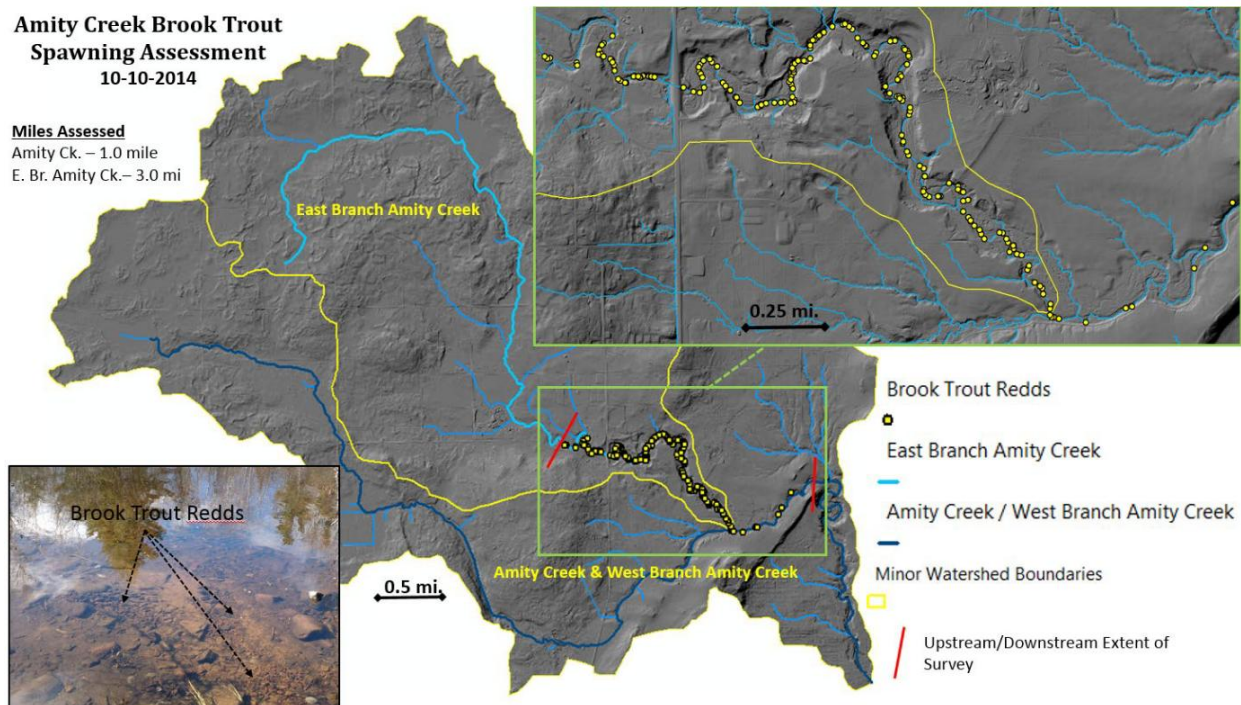 Amity Creek Brook Trout
Spawning Assessment
10-10-2014
Miles Assessed
Amity Ck. – 1.0 mile
E. Br. Amity Ck.– 3.0 mi
East Branch Amity Creek
0.25 mi.
Brook Trout Redds
East Branch Amity Creek
Amity Creek / West Branch Amity Creek
Minor Watershed Boundaries
Upstream/Downstream Extent of
Survey
Amity Creek & West Branch Amity Creek
0.5 mi.
Brook Trout Redds